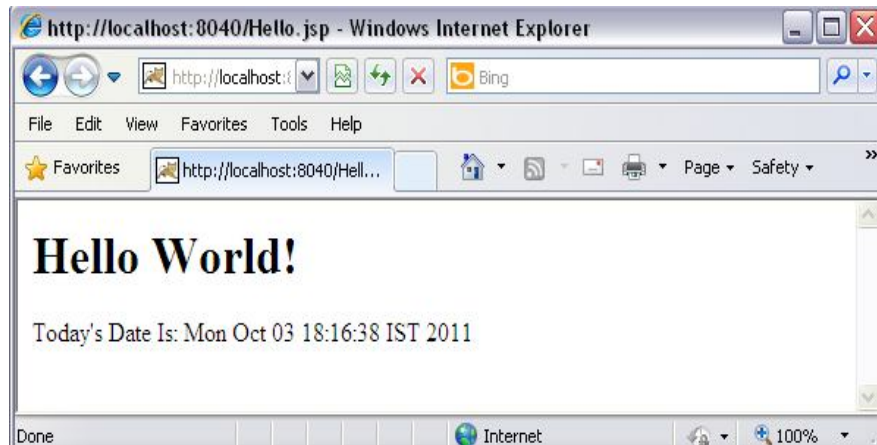 http://localhost:8040/Hello.jsp - Windows Internet Explorer
http://localhost:8 Bing
File Edit View Favorites Tools Help
Favorites http://localhost:8040/Hell... Page Safety »
Hello World!
Today's Date Is: Mon Oct 03 18:16:38 IST 2011
Done Internet 100%